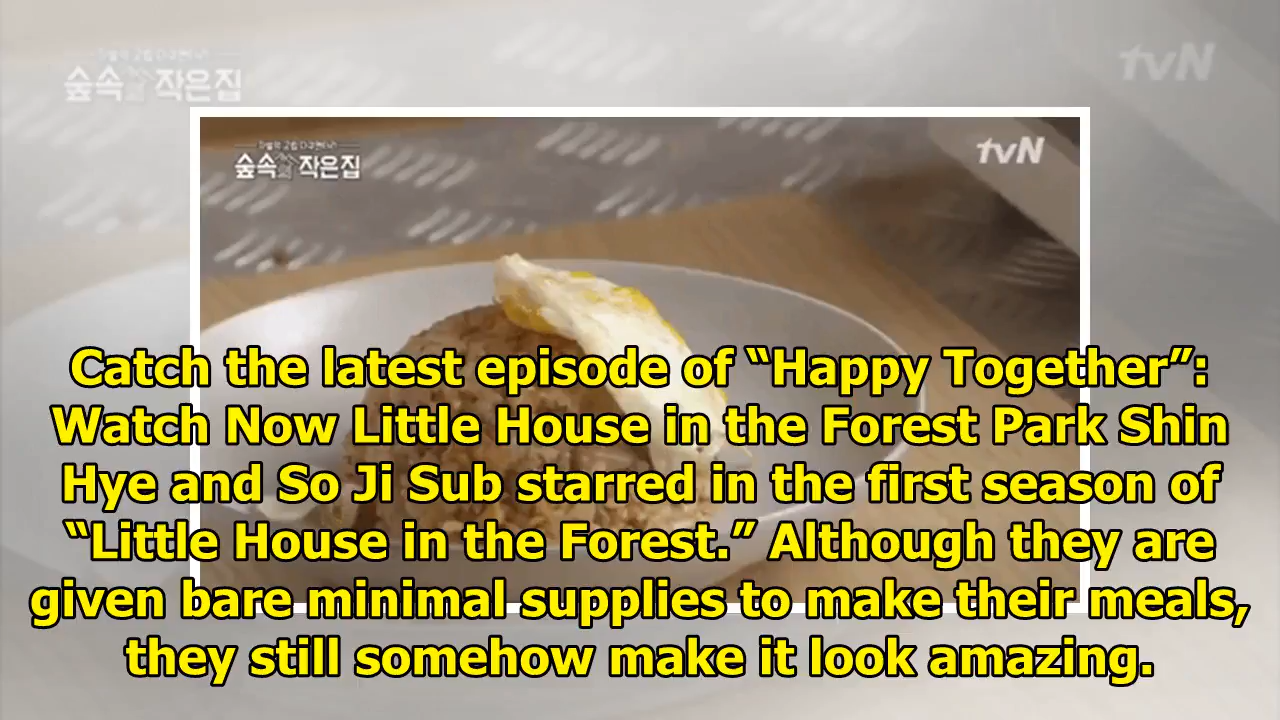 숲속 작은집
tvN
숲속 작은집
tvN
Catch the latest episode of “Happy Together”:
Watch Now Little House in the Forest Park Shin
Hye and So Ji Sub starred in the first season of
“Little House in the Forest.” Although they are
given bare minimal supplies to make their meals,
they still somehow make it look amazing.